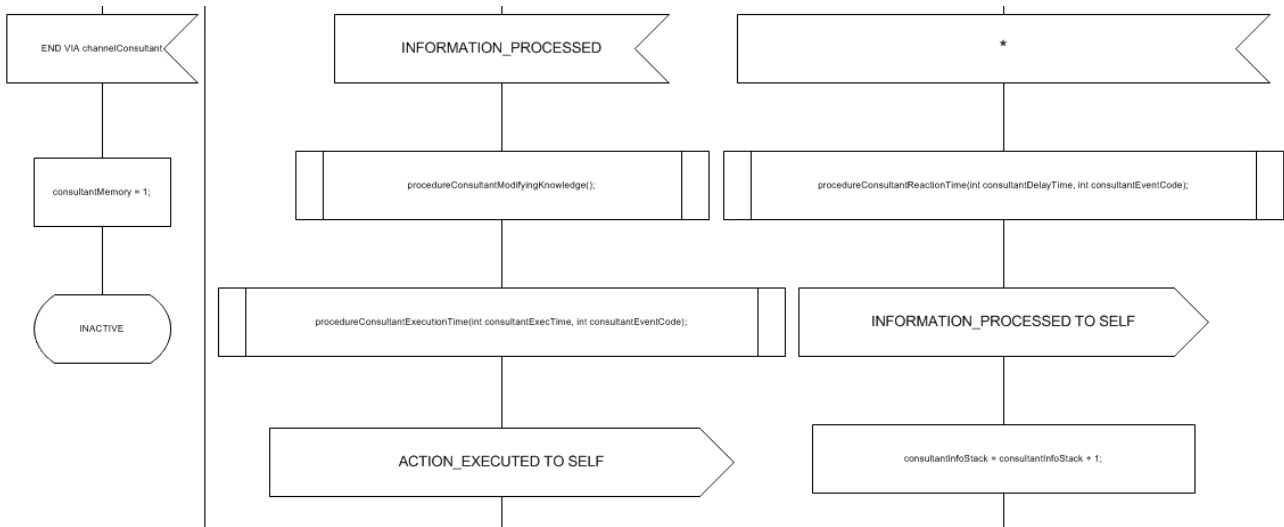 END VIA channelConsultant
consultantMemory = 1;
INACTIVE
INFORMATION_PROCESSED
procedureConsultantModifyingKnowledge();
procedureConsultantExecutionTime(int consultantExecTime, int consultantEventCode);
ACTION_EXECUTED TO SELF
*
procedureConsultantReactionTime(int consultantDelayTime, int consultantEventCode);
INFORMATION_PROCESSED TO SELF
consultantInfoStack = consultantInfoStack + 1;